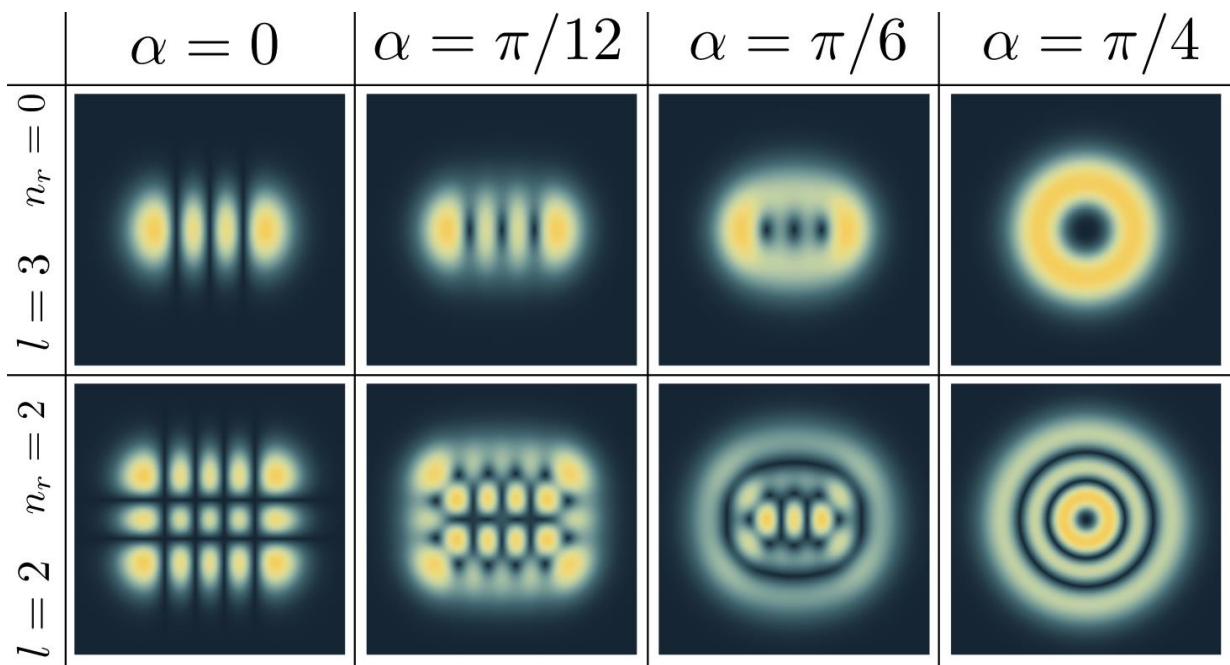 α = 0 α = π/12 α = π/6 α = π/4
l = 3 n_r = 0
l = 2 n_r = 2